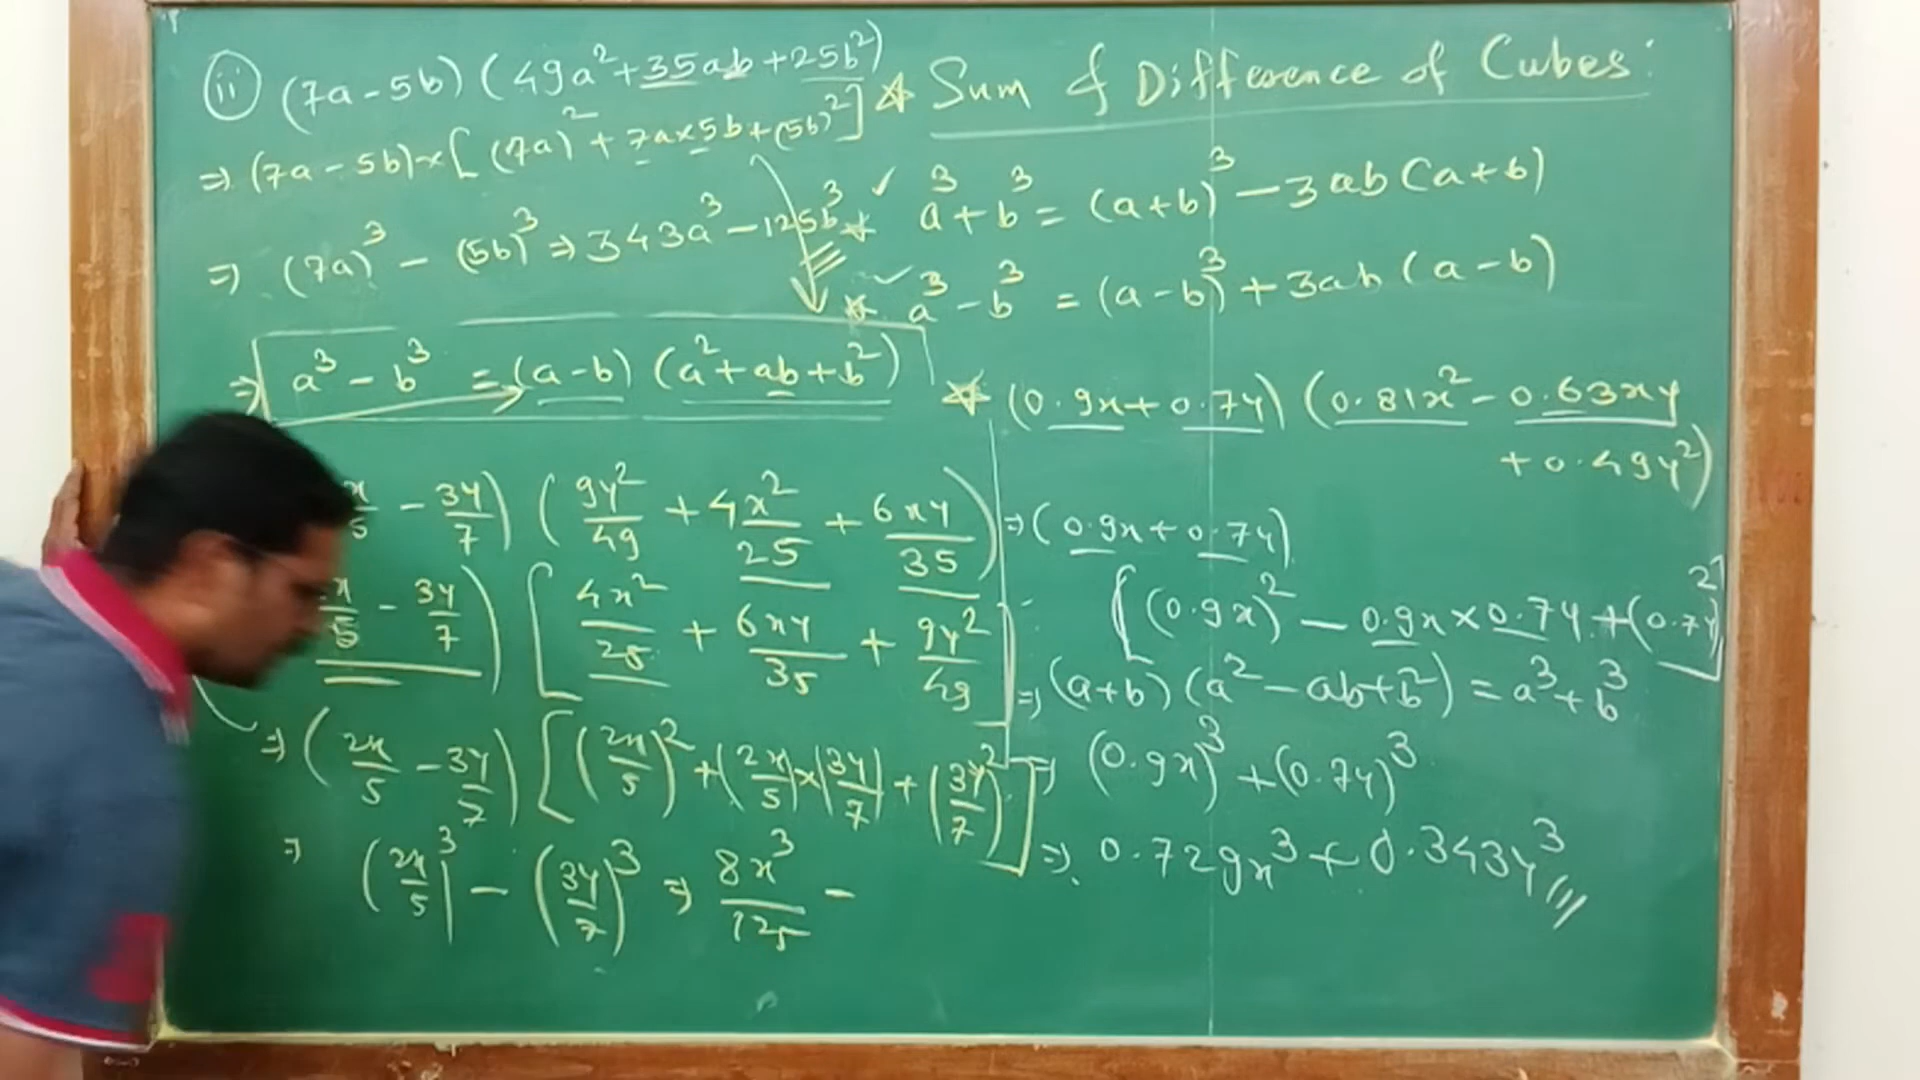 ii (7a - 5b) (49a² + 35ab + 25b²)
⇒ (7a - 5b) × [(7a)² + 7a×5b + (5b)²]
⇒ (7a)³ - (5b)³ ⇒ 343a³ - 125b³
⇒ a³ - b³ = (a-b) (a² + ab + b²)
x/5 - 3y/7) (9y²/49 + 4x²/25 + 6xy/35)
x/5 - 3y/7) [4x²/25 + 6xy/35 + 9y²/49]
⇒ (2x/5 - 3y/7) [(2x/5)² + (2x/5)×(3y/7) + (3y/7)²]
⇒ (2x/5)³ - (3y/7)³ ⇒ 8x³/125 -
☆ Sum & Difference of Cubes:
✓ * a³ + b³ = (a+b)³ - 3ab (a+b)
✓ * a³ - b³ = (a-b)³ + 3ab (a-b)
☆ (0.9x + 0.7y) (0.81x² - 0.63xy
+ 0.49y²)
⇒ (0.9x + 0.7y)
[(0.9x)² - 0.9x × 0.7y + (0.7y)²]
⇒ (a+b) (a² - ab + b²) = a³ + b³
⇒ (0.9x)³ + (0.7y)³
⇒ 0.729x³ + 0.343y³